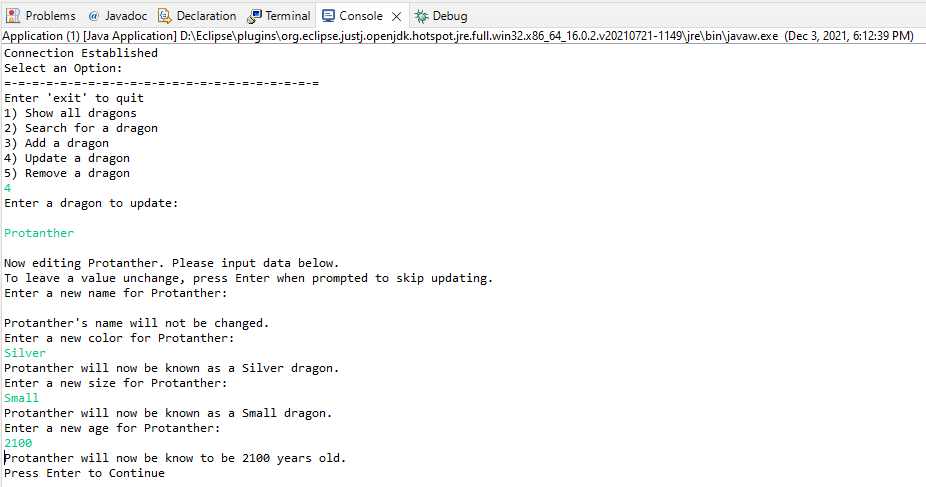 Problems Javadoc Declaration Terminal Console Debug
Application (1) [Java Application] D:\Eclipse\plugins\org.eclipse.justj.openjdk.hotspot.jre.full.win32.x86_64_16.0.2.v20210721-1149\jre\bin\javaw.exe (Dec 3, 2021, 6:12:39 PM)
Connection Established
Select an Option:
=-=-=-=-=-=-=-=-=-=-=-=-=-=-=-=-=-=-=-=-=-=-=
Enter 'exit' to quit
1) Show all dragons
2) Search for a dragon
3) Add a dragon
4) Update a dragon
5) Remove a dragon
4
Enter a dragon to update:
Protanther
Now editing Protanther. Please input data below.
To leave a value unchange, press Enter when prompted to skip updating.
Enter a new name for Protanther:
Protanther's name will not be changed.
Enter a new color for Protanther:
Silver
Protanther will now be known as a Silver dragon.
Enter a new size for Protanther:
Small
Protanther will now be known as a Small dragon.
Enter a new age for Protanther:
2100
Protanther will now be know to be 2100 years old.
Press Enter to Continue